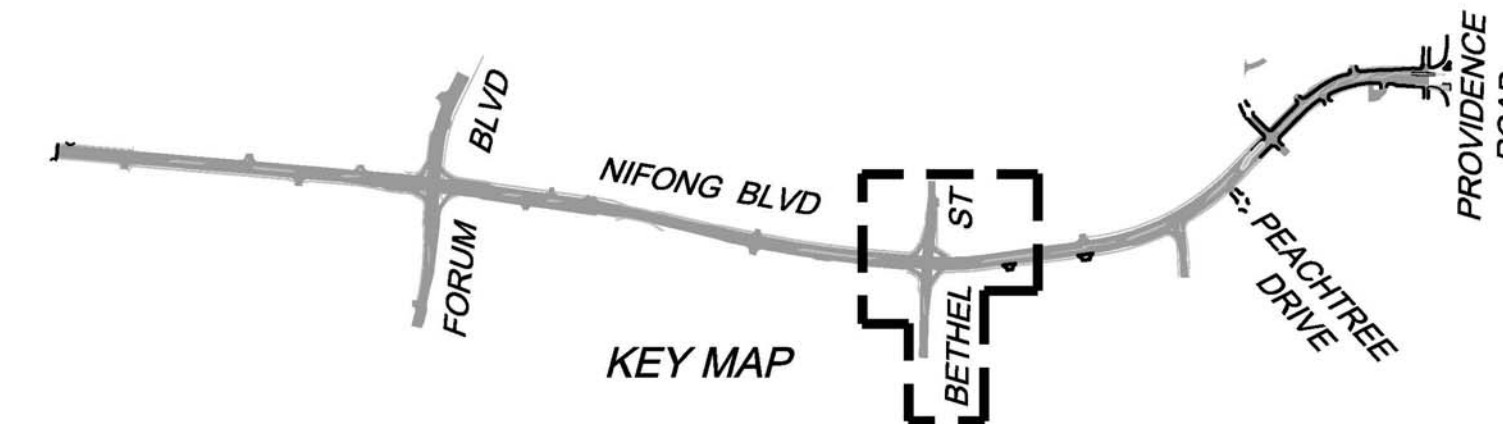 FORUM BLVD
NIFONG BLVD
KEY MAP
BETHEL ST
PEACHTREE
DRIVE
PROVIDENCE